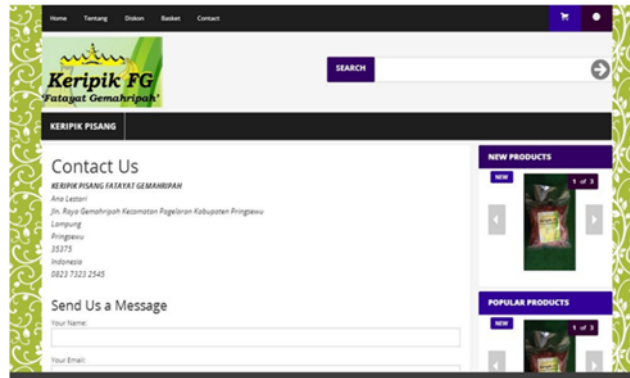 Home Tentang Diskon Basket Contact
Keripik FG
Fatayat Gemahripah'
SEARCH
KERIPIK PISANG
Contact Us
KERIPIK PISANG FATAYAT GEMAHRIPAH
Ana Lestari
Jln. Raya Gemahripah Kecamatan Pagelaran Kabupaten Pringsewu
Lampung
Pringsewu
35375
Indonesia
0823 7323 2545
Send Us a Message
Your Name:
Your Email:
NEW PRODUCTS
NEW
1 of 3
POPULAR PRODUCTS
NEW
1 of 3